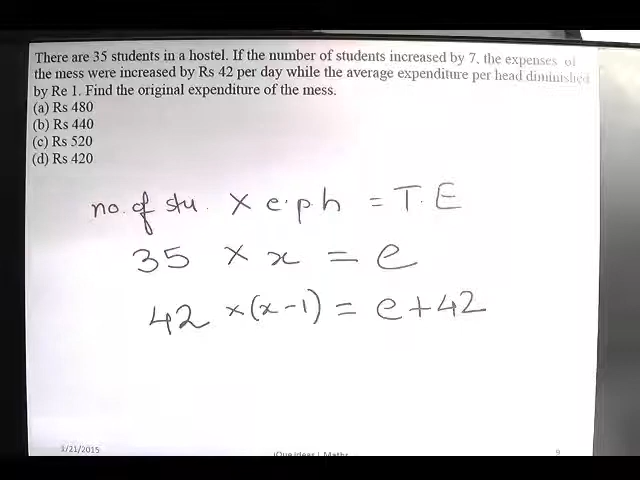 There are 35 students in a hostel. If the number of students increased by 7, the expenses of
the mess were increased by Rs 42 per day while the average expenditure per head diminished
by Re 1. Find the original expenditure of the mess.
(a) Rs 480
(b) Rs 440
(c) Rs 520
(d) Rs 420
no. of stu. × e.p.h = T.E
35 × x = e
42 × (x-1) = e+42
1/21/2015 iQue Ideas | Maths 9